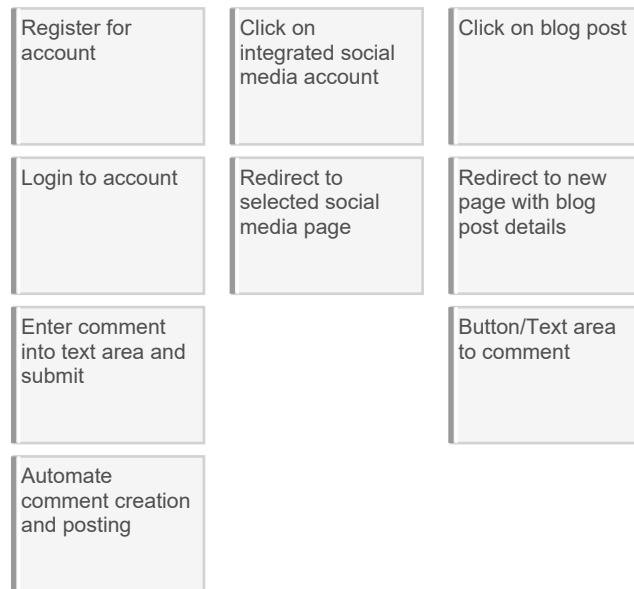 Register for
account
Click on
integrated social
media account
Click on blog post
Login to account
Redirect to
selected social
media page
Redirect to new
page with blog
post details
Enter comment
into text area and
submit
Button/Text area
to comment
Automate
comment creation
and posting